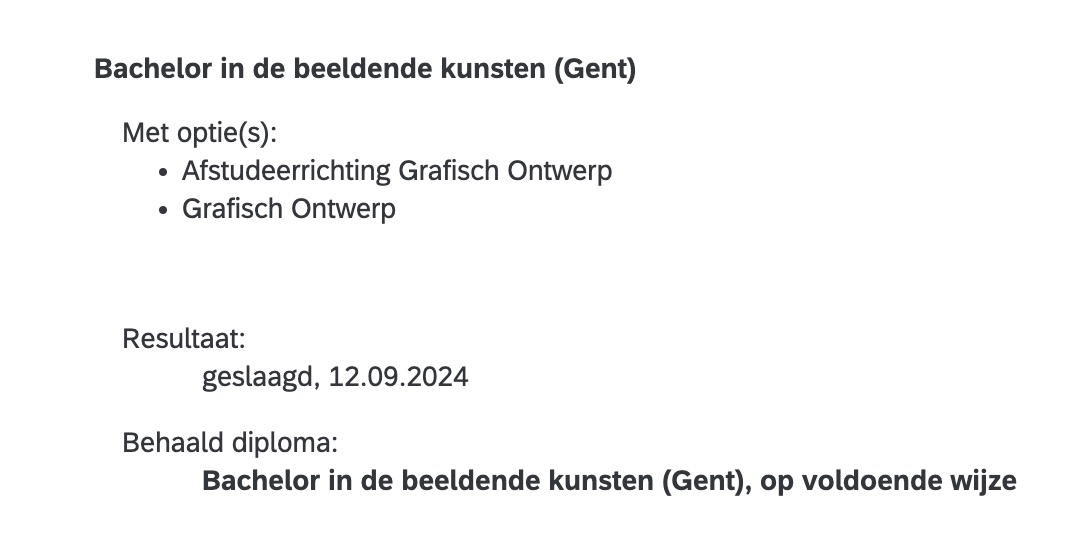 Bachelor in de beeldende kunsten (Gent)
Met optie(s):
• Afstudeerrichting Grafisch Ontwerp
• Grafisch Ontwerp
Resultaat:
geslaagd, 12.09.2024
Behaald diploma:
Bachelor in de beeldende kunsten (Gent), op voldoende wijze